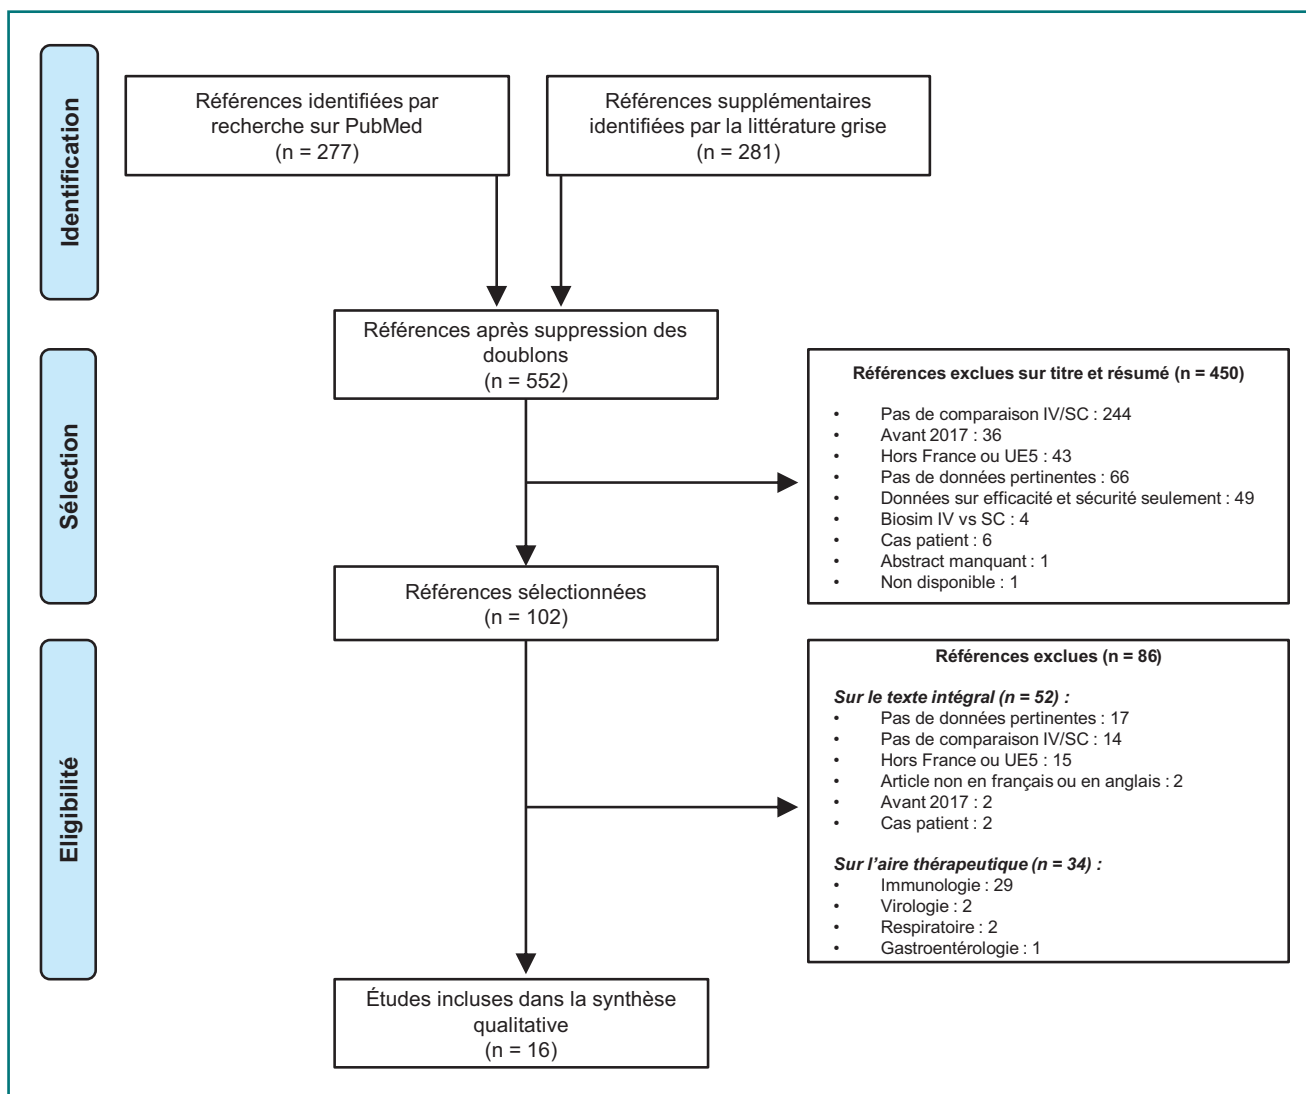 Identification
Références identifiées par
recherche sur PubMed
(n = 277)
Références supplémentaires
identifiées par la littérature grise
(n = 281)
Références après suppression des
doublons
(n = 552)
Sélection
Références exclues sur titre et résumé (n = 450)
• Pas de comparaison IV/SC : 244
• Avant 2017 : 36
• Hors France ou UE5 : 43
• Pas de données pertinentes : 66
• Données sur efficacité et sécurité seulement : 49
• Biosim IV vs SC : 4
• Cas patient : 6
• Abstract manquant : 1
• Non disponible : 1
Références sélectionnées
(n = 102)
Eligibilité
Références exclues (n = 86)
Sur le texte intégral (n = 52) :
• Pas de données pertinentes : 17
• Pas de comparaison IV/SC : 14
• Hors France ou UE5 : 15
• Article non en français ou en anglais : 2
• Avant 2017 : 2
• Cas patient : 2
Sur l'aire thérapeutique (n = 34) :
• Immunologie : 29
• Virologie : 2
• Respiratoire : 2
• Gastroentérologie : 1
Études incluses dans la synthèse
qualitative
(n = 16)